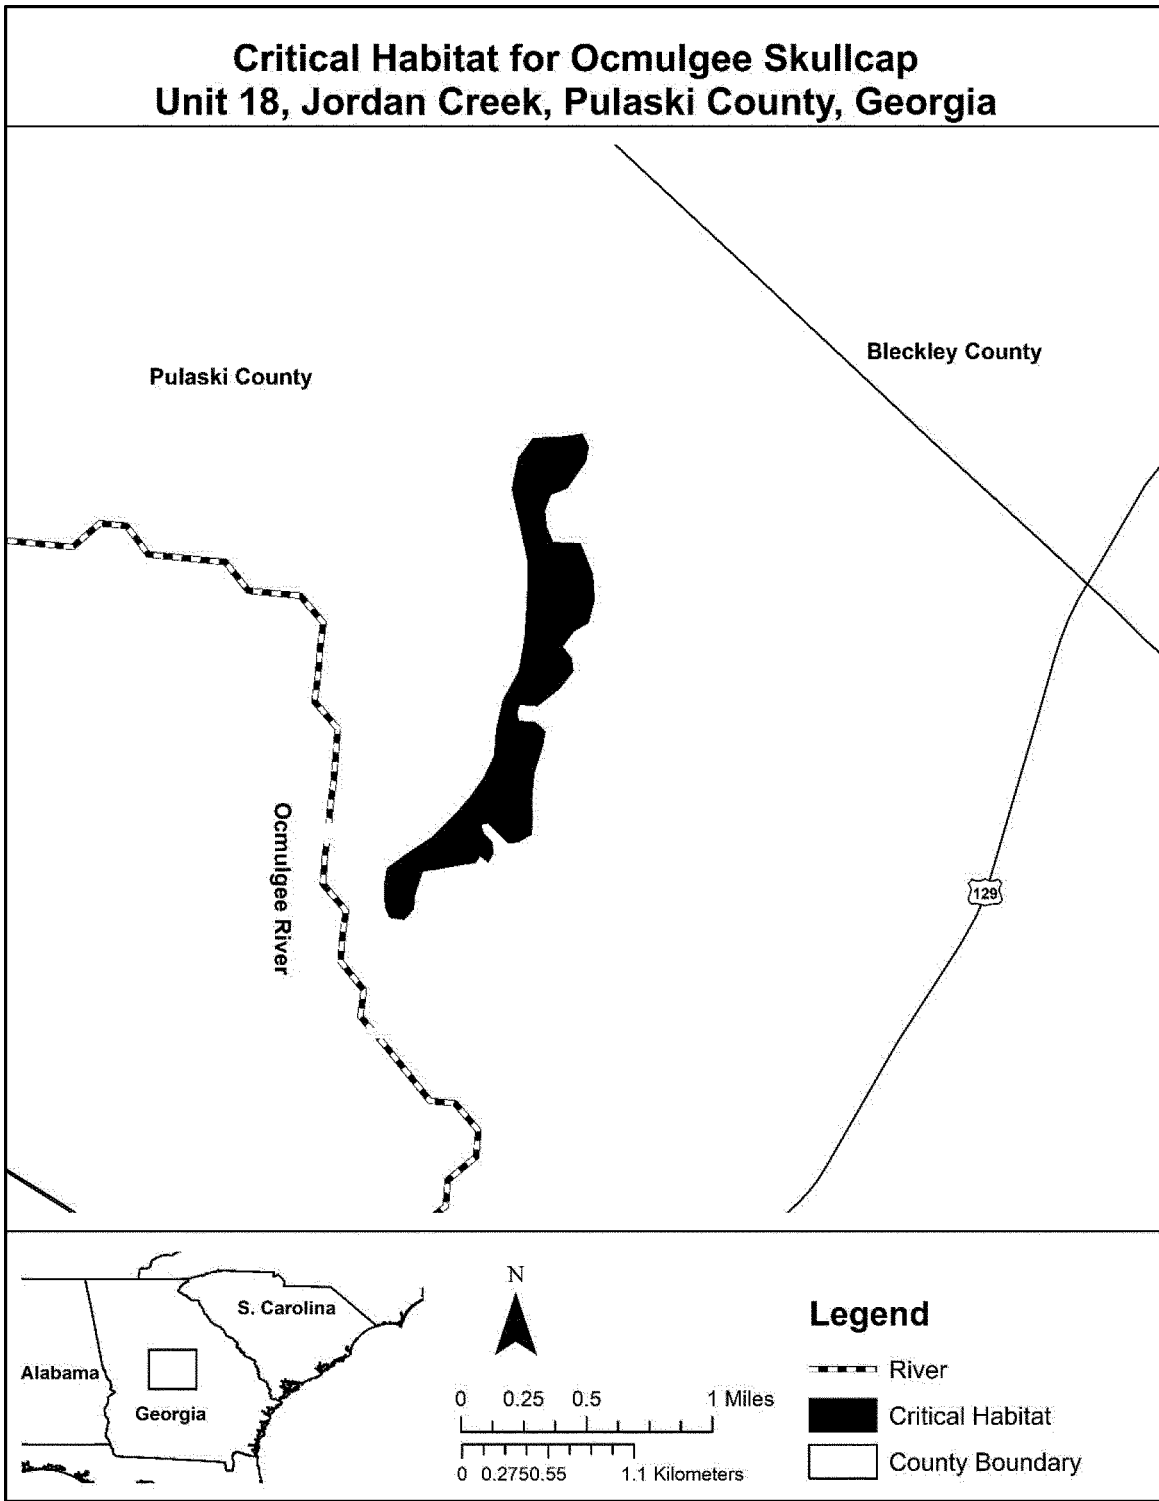 Critical Habitat for Ocmulgee Skullcap
Unit 18, Jordan Creek, Pulaski County, Georgia
Bleckley County
Pulaski County
Ocmulgee River
129
S. Carolina
Alabama
Georgia
N
0 0.25 0.5 1 Miles
0 0.2750.55 1.1 Kilometers
Legend
River
Critical Habitat
County Boundary